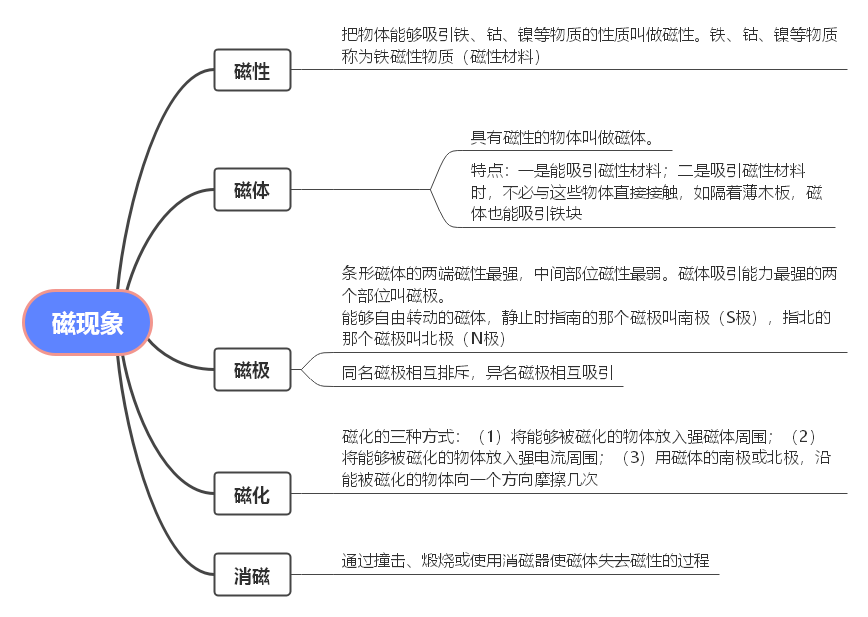 把物体能够吸引铁、钴、镍等物质的性质叫做磁性。铁、钴、镍等物质
称为铁磁性物质（磁性材料）
磁性
具有磁性的物体叫做磁体。
磁体
特点：一是能吸引磁性材料；二是吸引磁性材料
时，不必与这些物体直接接触，如隔着薄木板，磁
体也能吸引铁块
条形磁体的两端磁性最强，中间部位磁性最弱。磁体吸引能力最强的两
个部位叫磁极。
能够自由转动的磁体，静止时指南的那个磁极叫南极（S极），指北的
那个磁极叫北极（N极）
磁现象
磁极
同名磁极相互排斥，异名磁极相互吸引
磁化的三种方式：（1）将能够被磁化的物体放入强磁体周围；（2）
将能够被磁化的物体放入强电流周围；（3）用磁体的南极或北极，沿
能被磁化的物体向一个方向摩擦几次
磁化
通过撞击、煅烧或使用消磁器使磁体失去磁性的过程
消磁